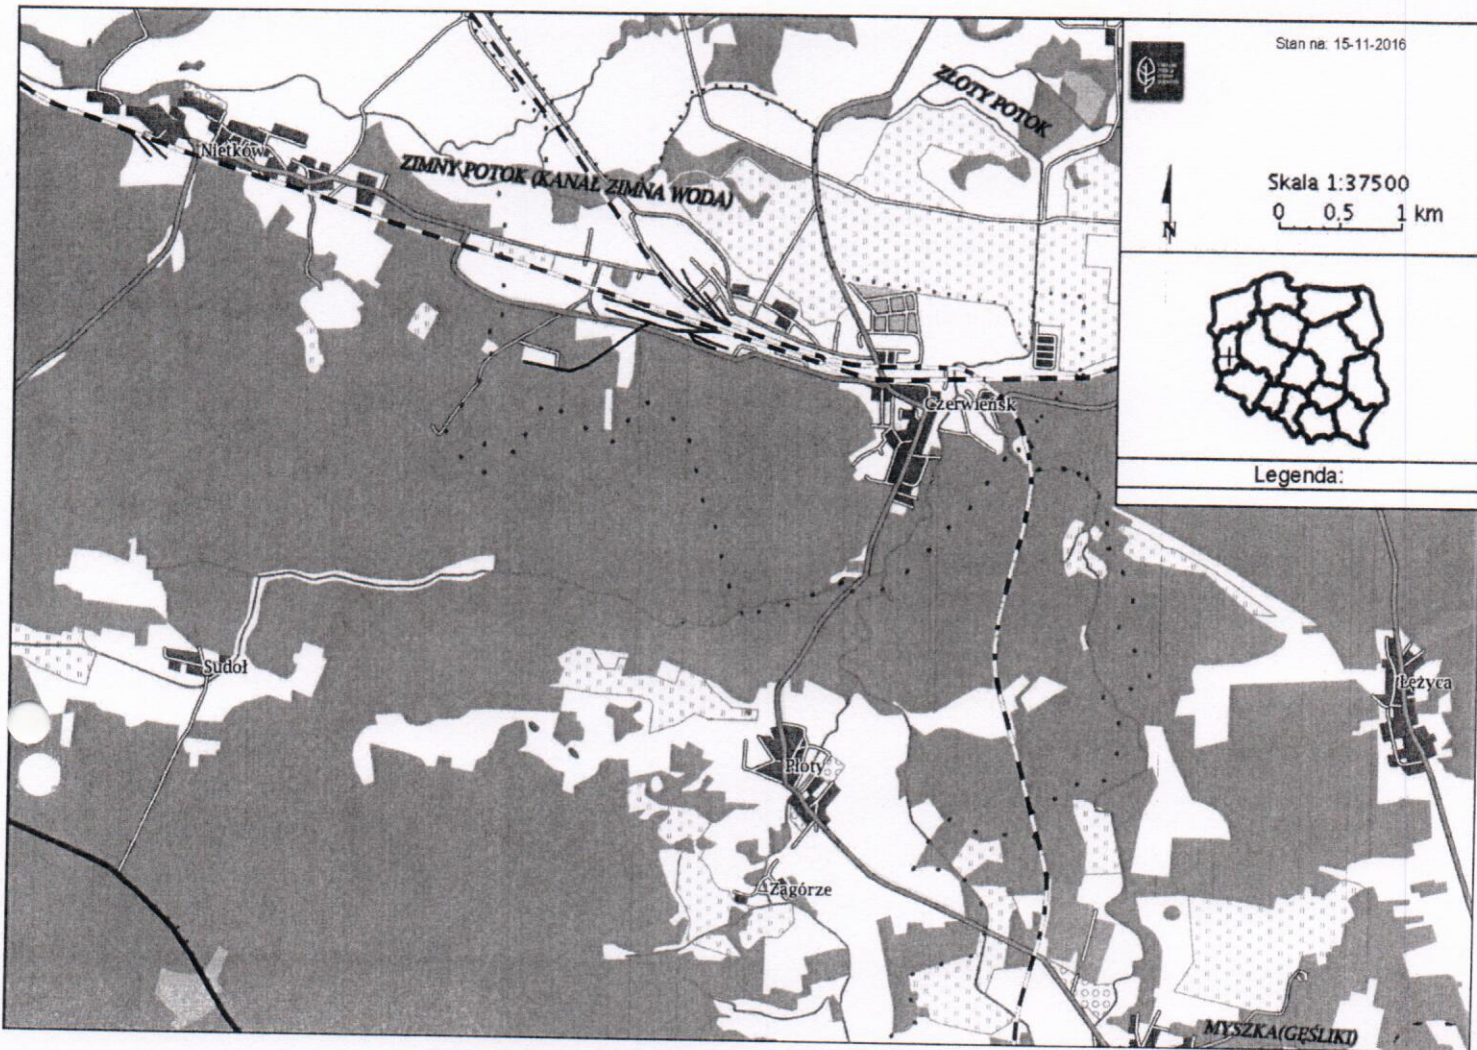 Stan na: 15-11-2016
ZŁOTY POTOK
Nietków
ZIMNY POTOK (KANAŁ ZIMNA WODA)
Skala 1:37500
0 0.5 1 km
N
Czerwieńsk
Legenda:
Sudoł
Łężyca
Płoty
Zagórze
MYSZKA(GĘŚLIKI)